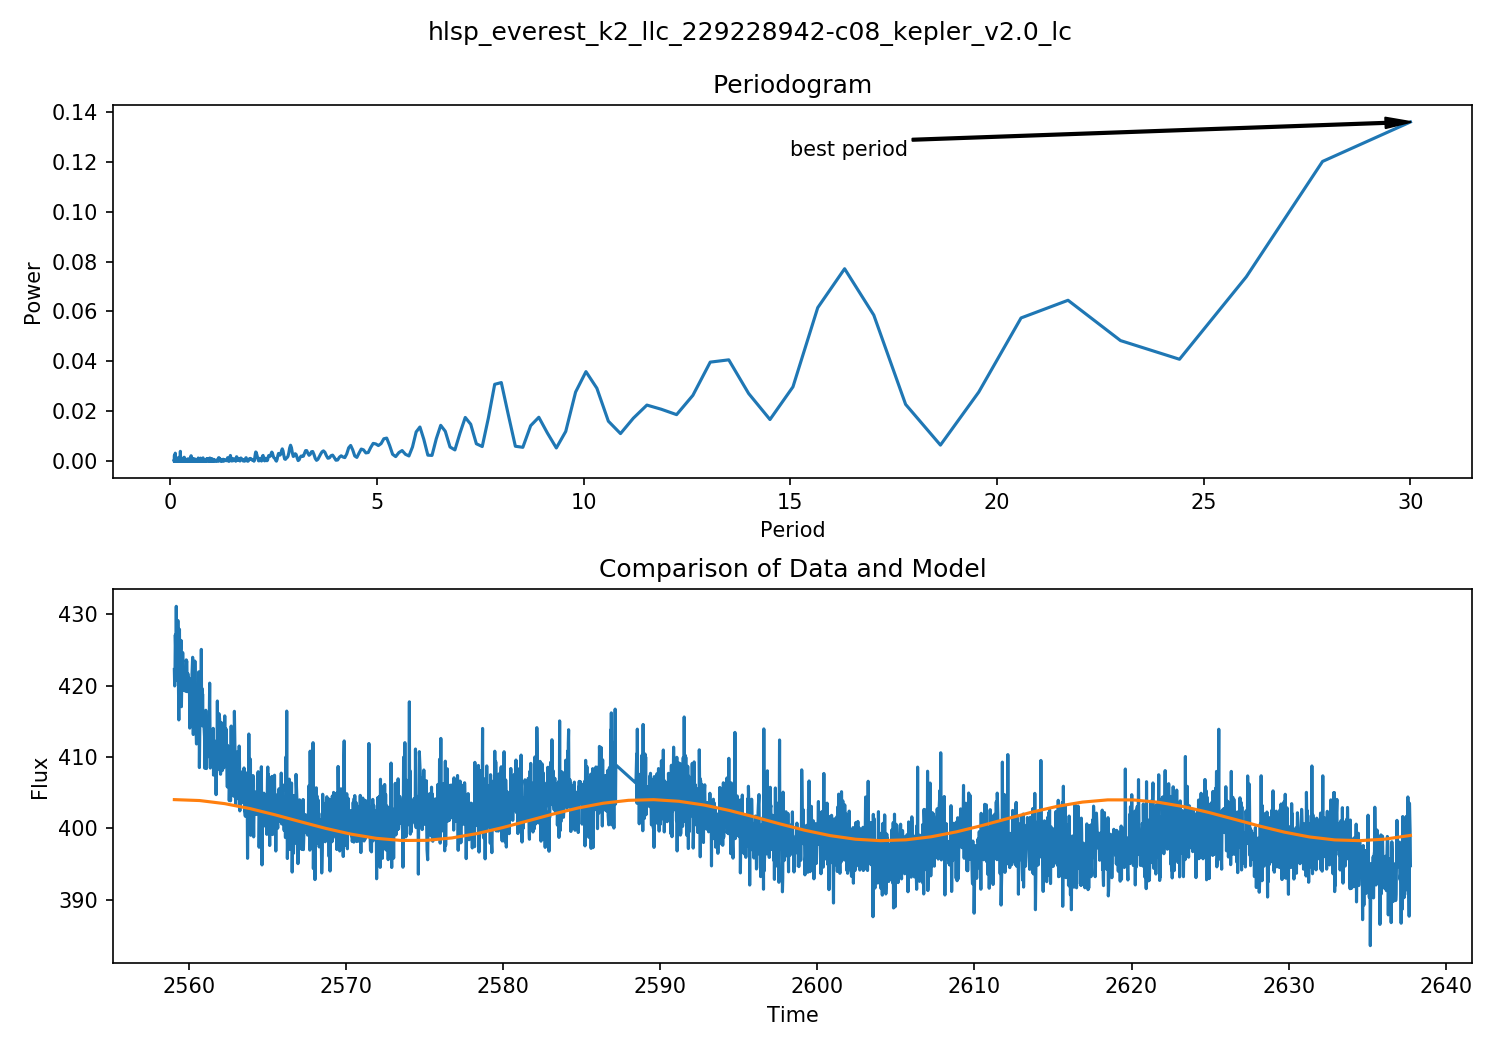 hlsp_everest_k2_llc_229228942-c08_kepler_v2.0_lc
Periodogram
0.14
0.12
0.10
0.08
0.06
0.04
0.02
0.00
Power
best period
0 5 10 15 20 25 30
Period
Comparison of Data and Model
430
420
410
400
390
Flux
2560 2570 2580 2590 2600 2610 2620 2630 2640
Time